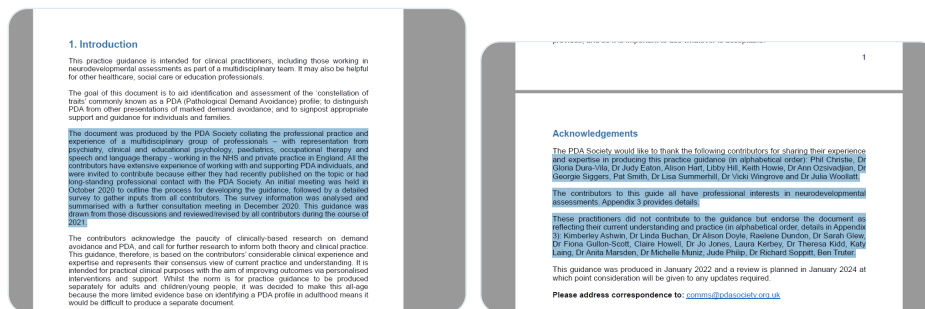 1. Introduction
This practice guidance is intended for clinical practitioners, including those working in
neurodevelopmental assessments as part of a multidisciplinary team. It may also be helpful
for other healthcare, social care or education professionals.
The goal of this document is to aid identification and assessment of the 'constellation of
traits' commonly known as a PDA (Pathological Demand Avoidance) profile; to distinguish
PDA from other presentations of marked demand avoidance; and to signpost appropriate
support and guidance for individuals and families.
The document was produced by the PDA Society collating the professional practice and
experience of a multidisciplinary group of professionals – with representation from
psychiatry, clinical and educational psychology, paediatrics, occupational therapy and
speech and language therapy - working in the NHS and private practice in England. All the
contributors have extensive experience of working with and supporting PDA individuals, and
were invited to contribute because either they had recently published on the topic or had
long-standing professional contact with the PDA Society. An initial meeting was held in
October 2020 to outline the process for developing the guidance, followed by a detailed
survey to gather inputs from all contributors. The survey information was analysed and
summarised with a further consultation meeting in December 2020. This guidance was
drawn from those discussions and reviewed/revised by all contributors during the course of
2021.
The contributors acknowledge the paucity of clinically-based research on demand
avoidance and PDA, and call for further research to inform both theory and clinical practice.
This guidance, therefore, is based on the contributors' considerable clinical experience and
expertise and represents their consensus view of current practice and understanding. It is
intended for practical clinical purposes with the aim of improving outcomes via personalised
interventions and support. Whilst the norm is for practice guidance to be produced
separately for adults and children/young people, it was decided to make this all-age
because the more limited evidence base on identifying a PDA profile in adulthood means it
would be difficult to produce a separate document.
1
Acknowledgements
The PDA Society would like to thank the following contributors for sharing their experience
and expertise in producing this practice guidance (in alphabetical order): Phil Christie, Dr
Gloria Dura-Vila, Dr Judy Eaton, Alison Hart, Libby Hill, Keith Howie, Dr Ann Ozsivadjian, Dr
Georgie Siggers, Pat Smith, Dr Lisa Summerhill, Dr Vicki Wingrove and Dr Julia Woollatt.
The contributors to this guide all have professional interests in neurodevelopmental
assessments. Appendix 3 provides details.
These practitioners did not contribute to the guidance but endorse the document as
reflecting their current understanding and practice (in alphabetical order, details in Appendix
3): Kimberley Ashwin, Dr Linda Buchan, Dr Alison Doyle, Raelene Dundon, Dr Sarah Glew,
Dr Fiona Gullon-Scott, Claire Howell, Dr Jo Jones, Laura Kerbey, Dr Theresa Kidd, Katy
Laing, Dr Anita Marsden, Dr Michelle Muniz, Jude Philip, Dr Richard Soppitt, Ben Truter.
This guidance was produced in January 2022 and a review is planned in January 2024 at
which point consideration will be given to any updates required.
Please address correspondence to: comms@pdasociety.org.uk